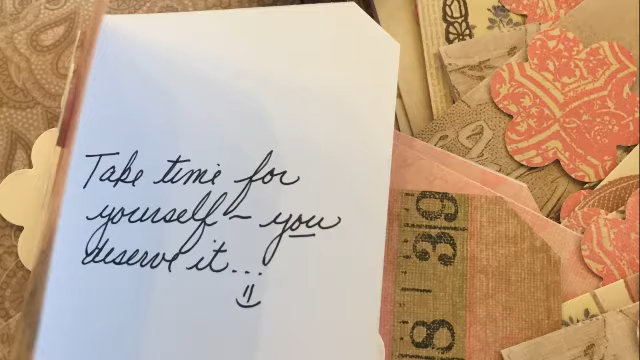 Take time for
yourself – you
deserve it...
=)
39
18